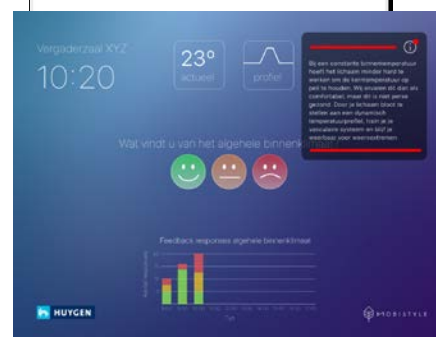 Vergaderzaal XYZ
10:20
23°
actueel
profiel
Bij een constante binnentemperatuur
heeft het lichaam minder hard te
werken om de kerntemperatuur op
peil te houden. Wij ervaren dit dan als
comfortabel, maar dit is niet perse
gezond. Door je lichaam bloot te
stellen aan een dynamisch
temperatuurprofiel, train je je
vasculaire systeem en blijf je
weerbaar voor weersextremen.
Wat vindt u van het algehele binnenklimaat?
Feedback responses algehele binnenklimaat
HUYGEN
MOBISTYLE